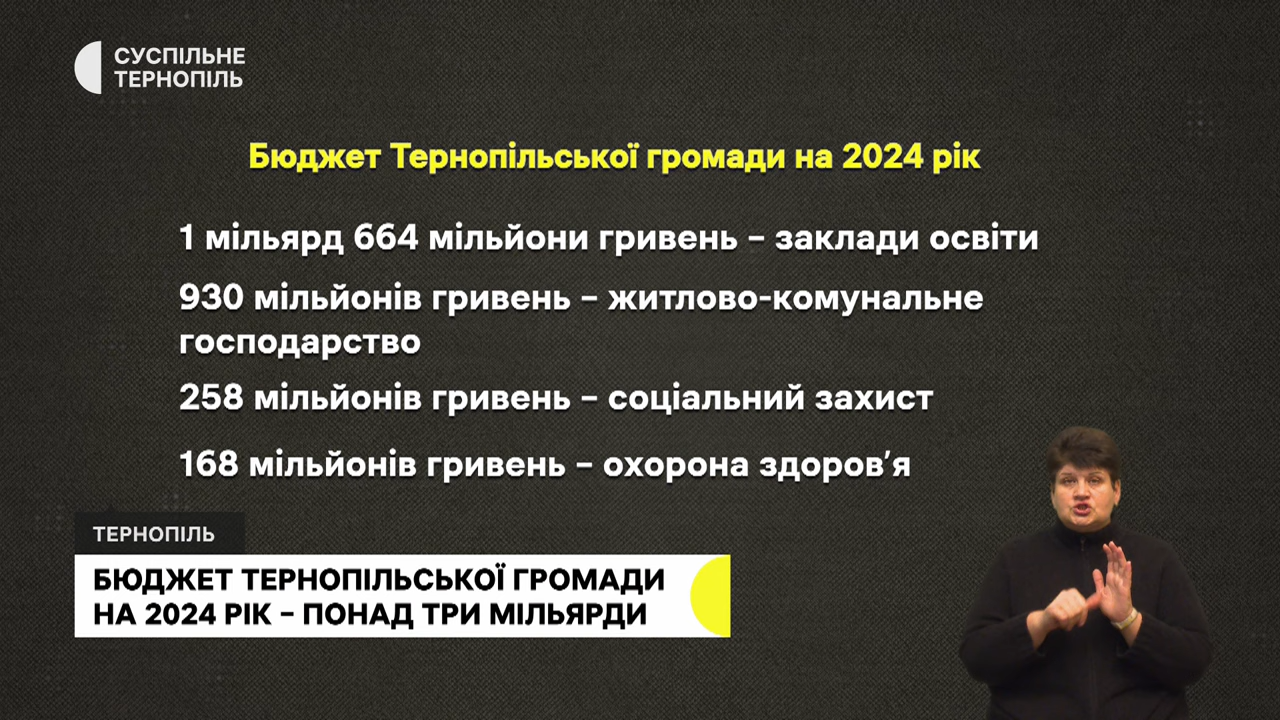 СУСПІЛЬНЕ
ТЕРНОПІЛЬ
Бюджет Тернопільської громади на 2024 рік
1 мільярд 664 мільйони гривень – заклади освіти
930 мільйонів гривень – житлово-комунальне
господарство
258 мільйонів гривень – соціальний захист
168 мільйонів гривень – охорона здоров’я
ТЕРНОПІЛЬ
БЮДЖЕТ ТЕРНОПІЛЬСЬКОЇ ГРОМАДИ
НА 2024 РІК – ПОНАД ТРИ МІЛЬЯРДИ